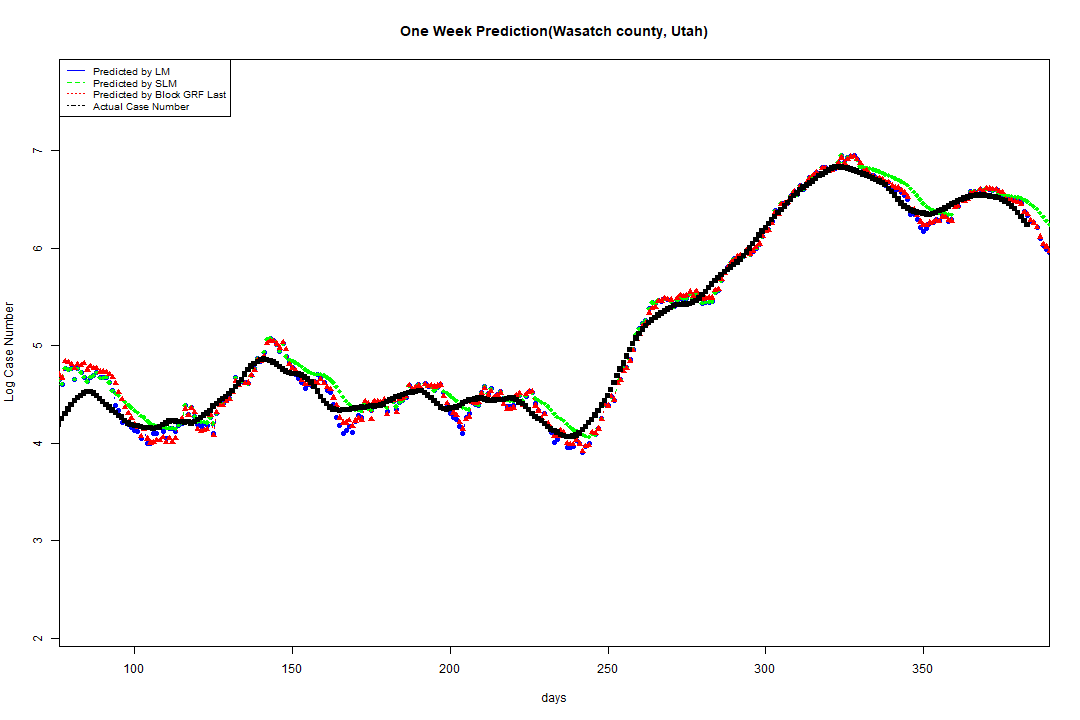 One Week Prediction(Wasatch county, Utah)
Predicted by LM
Predicted by SLM
Predicted by Block GRF Last
Actual Case Number
7
6
5
4
3
2
Log Case Number
100 150 200 250 300 350
days